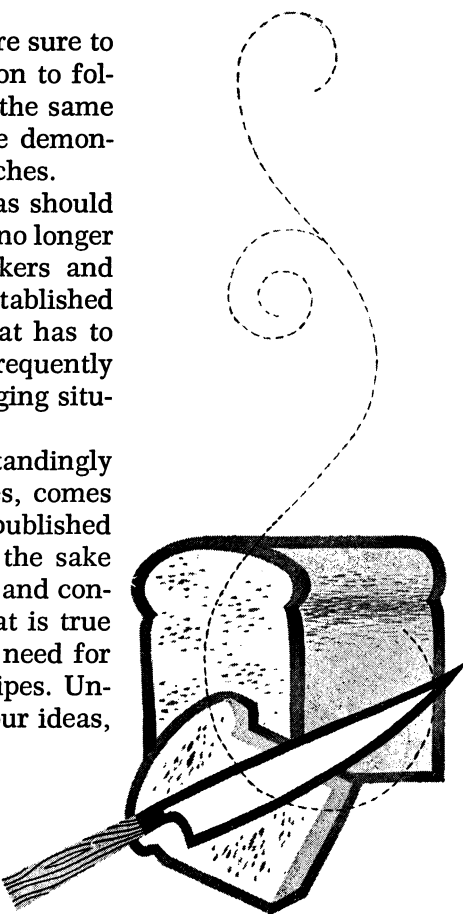 re sure to
on to fol-
the same
e demon-
ches.
as should
no longer
kers and
tablished
at has to
requently
ging situ-
tandingly
es, comes
published
the sake
and con-
at is true
need for
ipes. Un-
ur ideas,